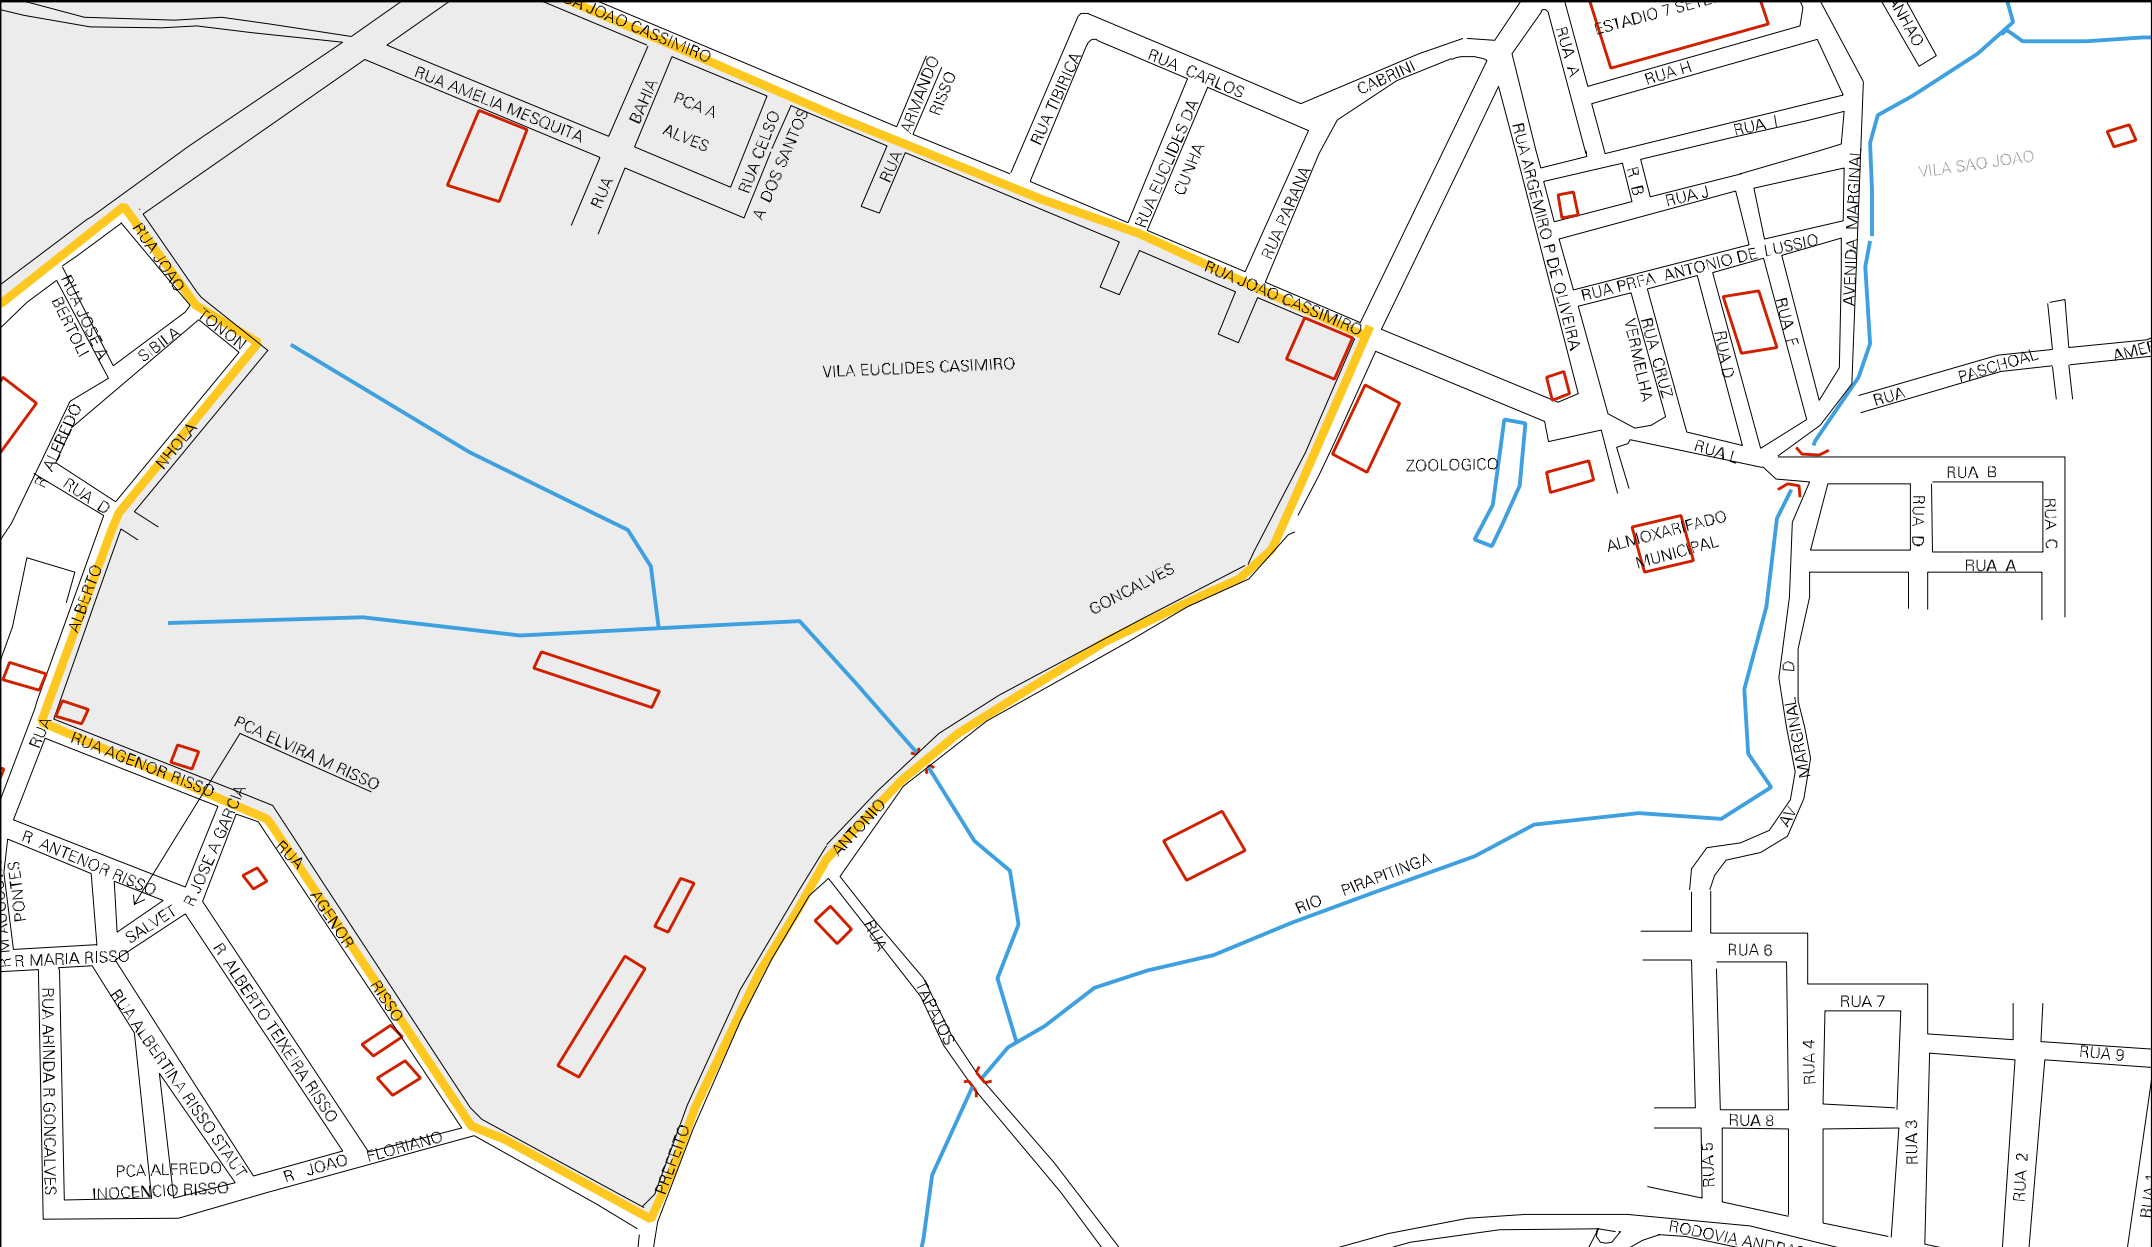 JOAO CASSIMIRO
RUA AMELIA MESQUITA
BAHIA
RUA
PCA A
ALVES
RUA CELSO
A DOS SANTOS
ARMANDO
RISSO
RUA
RUA TIBIRICA
RUA CARLOS
CABRINI
RUA EUCLIDES DA
CUNHA
RUA PARANA
RUA JOAO CASSIMIRO
RUA A
ESTADIO 7
RUA H
RUA I
R B
RUA J
RUA ARGEMIRO P DE OLIVEIRA
RUA PRFA ANTONIO DE LUSSIO
AVENIDA MARGINAL
RUA CRUZ
VERMELHA
RUA D
RUA F
RUA L
VILA SAO JOAO
RUA PASCHOAL
RUA B
RUA D
RUA C
RUA A
RUA JOAO
TONON
RUA JOSE A
BERTOLI
SIBILA
ALFREDO
RUA D
NHOLA
ALBERTO
RUA
VILA EUCLIDES CASIMIRO
ZOOLOGICO
ALMOXARIFADO
MUNICIPAL
GONCALVES
ANTONIO
PREFEITO
RUA AGENOR RISSO
PCA ELVIRA M RISSO
R JOSE A GARCIA
R ANTENOR RISSO
SALVET
PONTES
R MARIA RISSO
RUA AGENOR RISSO
R ALBERTO TEIXEIRA RISSO
RUA ALBERTINA RISSO STAUT
RUA ARINDA R GONCALVES
PCA ALFREDO
INOCENCIO RISSO
R JOAO FLORIANO
RUA TAPAJOS
RIO PIRAPITINGA
AV MARGINAL D
RUA 6
RUA 7
RUA 4
RUA 8
RUA 5
RUA 3
RUA 9
RUA 2
RUA 1
RODOVIA